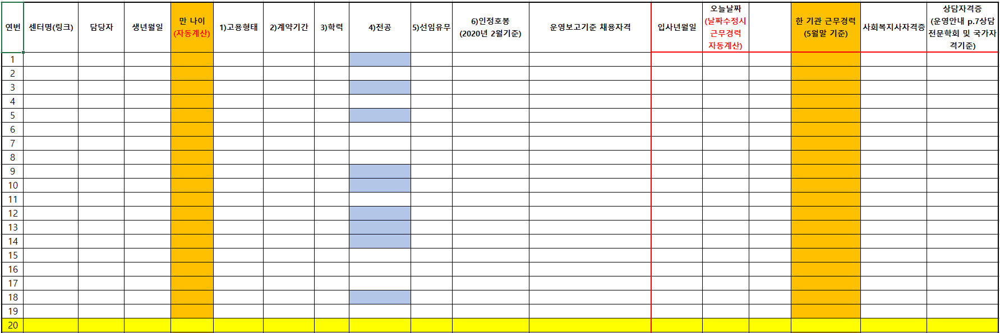 연번
센터명(링크)
담당자
생년월일
만 나이
(자동계산)
1)고용형태
2)계약기간
3)학력
4)전공
5)선임유무
6)인정호봉
(2020년 2월기준)
운영보고기준 채용자격
입사년월일
오늘날짜
(날짜수정시
근무경력
자동계산)
한 기관 근무경력
(5월말 기준)
사회복지사자격증
상담자격증
(운영안내 p.7상담
전문학회 및 국가자
격기준)
1
2
3
4
5
6
7
8
9
10
11
12
13
14
15
16
17
18
19
20